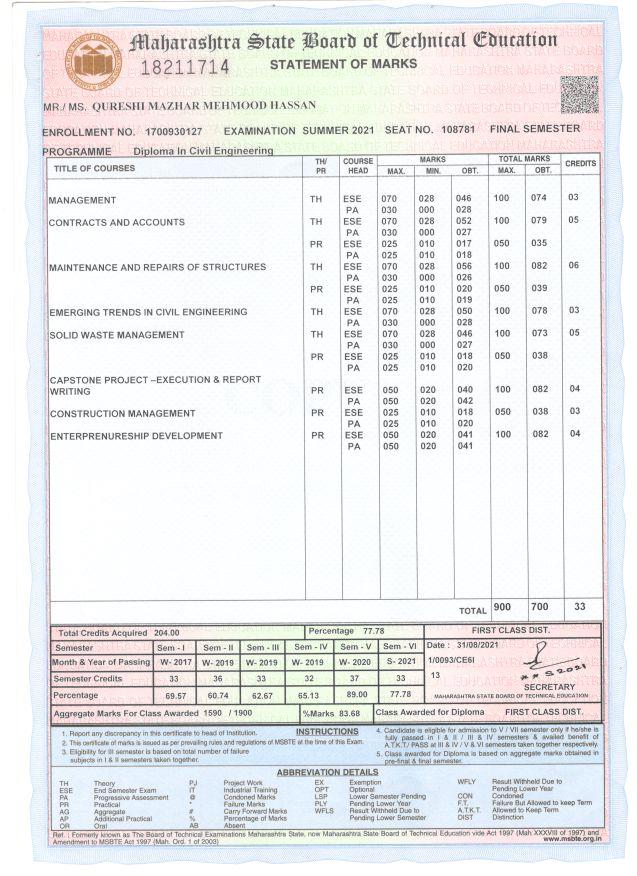 Maharashtra State Board of Technical Education
18211714
STATEMENT OF MARKS
MR./ MS. QURESHI MAZHAR MEHMOOD HASSAN
ENROLLMENT NO. 1700930127 EXAMINATION SUMMER 2021 SEAT NO. 108781 FINAL SEMESTER
PROGRAMME Diploma In Civil Engineering
TITLE OF COURSES TH/ PR COURSE HEAD MARKS MAX. MIN. OBT. TOTAL MARKS MAX. OBT. CREDITS
MANAGEMENT TH ESE 070 028 046 100 074 03
PA 030 000 028
CONTRACTS AND ACCOUNTS TH ESE 070 028 052 100 079 05
PA 030 000 027
PR ESE 025 010 017 050 035
PA 025 010 018
MAINTENANCE AND REPAIRS OF STRUCTURES TH ESE 070 028 056 100 082 06
PA 030 000 026
PR ESE 025 010 020 050 039
PA 025 010 019
EMERGING TRENDS IN CIVIL ENGINEERING TH ESE 070 028 050 100 078 03
PA 030 000 028
SOLID WASTE MANAGEMENT TH ESE 070 028 046 100 073 05
PA 030 000 027
PR ESE 025 010 018 050 038
PA 025 010 020
CAPSTONE PROJECT –EXECUTION & REPORT
WRITING PR ESE 050 020 040 100 082 04
PA 050 020 042
CONSTRUCTION MANAGEMENT PR ESE 025 010 018 050 038 03
PA 025 010 020
ENTERPRENURESHIP DEVELOPMENT PR ESE 050 020 041 100 082 04
PA 050 020 041
TOTAL 900 700 33
Total Credits Acquired 204.00 Percentage 77.78 FIRST CLASS DIST.
Semester Sem - I Sem - II Sem - III Sem - IV Sem - V Sem - VI Date : 31/08/2021
Month & Year of Passing W- 2017 W- 2019 W- 2019 W- 2019 W- 2020 S- 2021 1/0093/CE6I
Semester Credits 33 36 33 32 37 33 13
S2021
SECRETARY
Percentage 69.57 60.74 62.67 65.13 89.00 77.78 MAHARASHTRA STATE BOARD OF TECHNICAL EDUCATION
Aggregate Marks For Class Awarded 1590 / 1900 %Marks 83.68 Class Awarded for Diploma FIRST CLASS DIST.
INSTRUCTIONS
1. Report any discrepancy in this certificate to head of Institution.
2. This certificate of marks is issued as per prevailing rules and regulations of MSBTE at the time of this Exam.
3. Eligibility for III semester is based on total number of failure
subjects in I & II semesters taken together.
4. Candidate is eligible for admission to V / VII semester only if he/she is
fully passed in I & II / III & IV semesters & availed benefit of
A.T.K.T./ PASS at III & IV / V & VI semesters taken together respectively.
5. Class awarded for Diploma is based on aggregate marks obtained in
pre-final & final semester.
ABBREVIATION DETAILS
TH Theory PJ Project Work EX Exemption WFLY Result Withheld Due to
ESE End Semester Exam IT Industrial Training OPT Optional Pending Lower Year
PA Progressive Assessment @ Condoned Marks LSP Lower Semester Pending CON Condoned
PR Practical * Failure Marks PLY Pending Lower Year F.T. Failure But Allowed to keep Term
AG Aggregate # Carry Forward Marks WFLS Result Withheld Due to A.T.K.T. Allowed to Keep Term
AP Additional Practical % Percentage of Marks Pending Lower Semester DIST Distinction
OR Oral AB Absent
Ref. : Formerly known as The Board of Technical Examinations Maharashtra State, now Maharashtra State Board of Technical Education vide Act 1997 (Mah.XXXVIII of 1997) and
Amendment to MSBTE Act 1997 (Mah. Ord. 1 of 2003) www.msbte.org.in